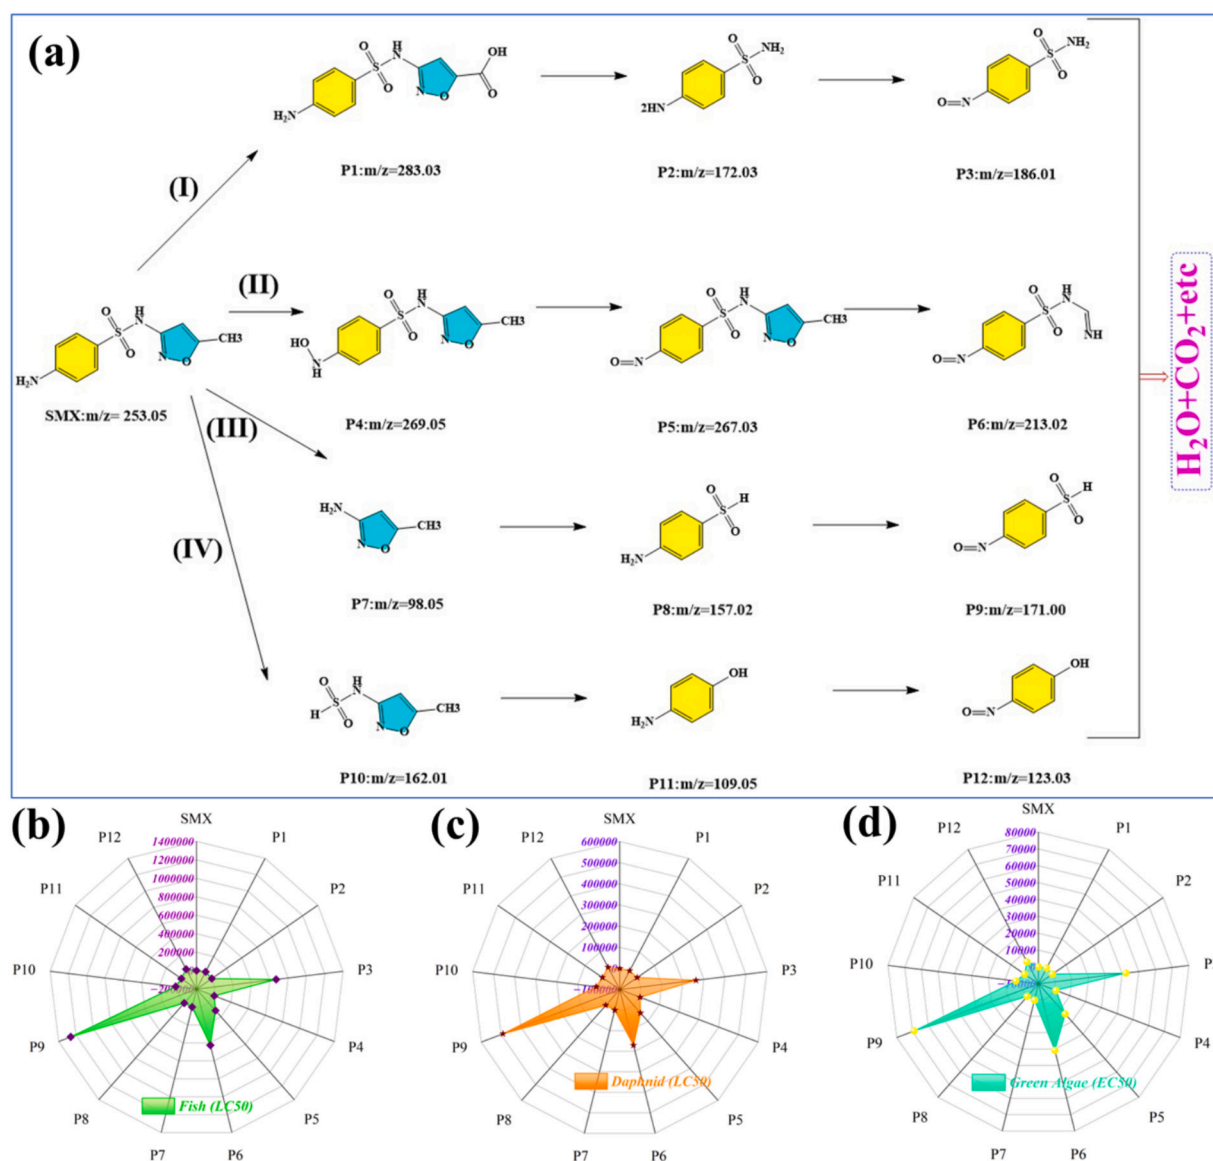 (a)
H
O
N
S
O
N
O
OH
O
H₂N
P1:m/z=283.03
O
NH₂
S
O
2HN
P2:m/z=172.03
O
NH₂
S
O
O=N
P3:m/z=186.01
(I)
(II)
(III)
(IV)
H
O
N
S
O
N
O
CH3
H₂N
SMX:m/z= 253.05
H
O
N
S
O
N
O
CH3
HO
N
H
P4:m/z=269.05
H
O
N
S
O
N
O
CH3
O=N
P5:m/z=267.03
H
O
N
S
O
NH
O=N
P6:m/z=213.02
H₂N
N
O
CH3
P7:m/z=98.05
O
H
S
O
H₂N
P8:m/z=157.02
O
H
S
O
O=N
P9:m/z=171.00
H
O
N
S
H
O
N
O
CH3
P10:m/z=162.01
OH
H₂N
P11:m/z=109.05
OH
O=N
P12:m/z=123.03
H₂O+CO₂+etc
(b)
SMX
P1
P2
P3
P4
P5
P6
P7
P8
P9
P10
P11
P12
1400000
1200000
1000000
800000
600000
400000
200000
Fish (LC50)
(c)
SMX
P1
P2
P3
P4
P5
P6
P7
P8
P9
P10
P11
P12
600000
500000
400000
300000
200000
100000
0
-100000
Daphnid (LC50)
(d)
SMX
P1
P2
P4
P5
P6
P7
P8
P9
P10
P11
P12
80000
70000
60000
50000
40000
30000
20000
10000
-10000
Green Algae (EC50)